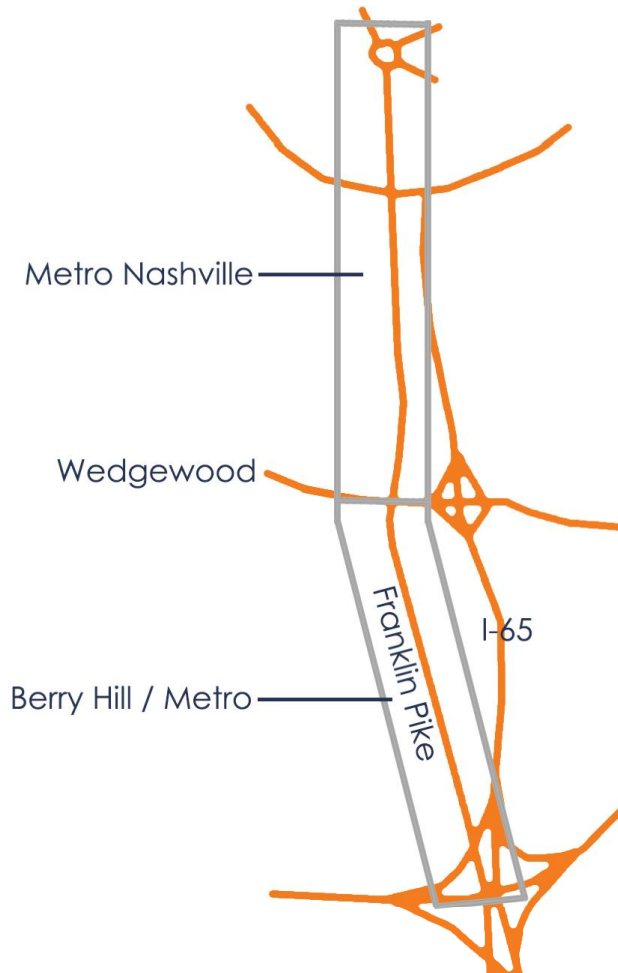 Metro Nashville
Wedgewood
Franklin Pike
I-65
Berry Hill / Metro